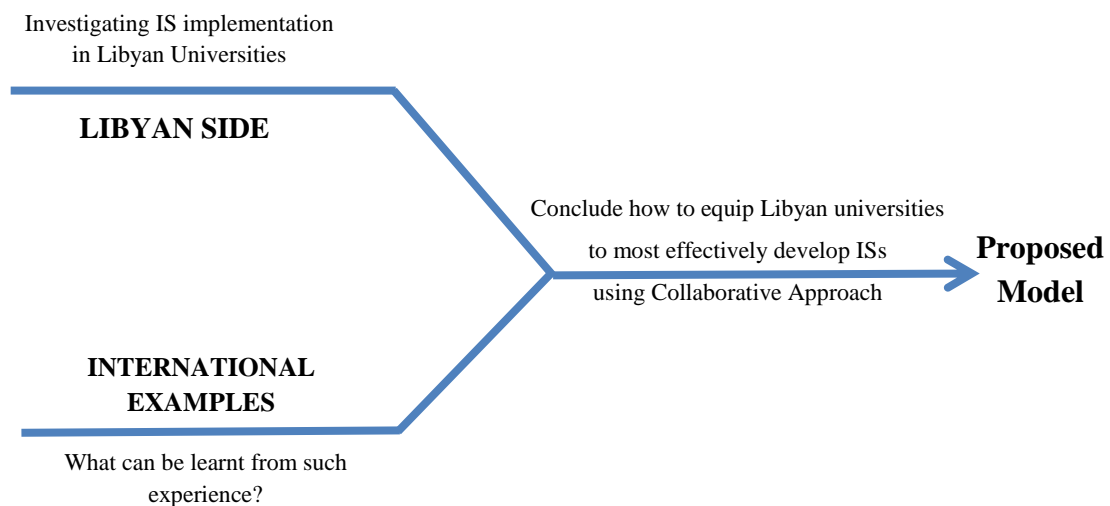 Investigating IS implementation
in Libyan Universities
LIBYAN SIDE
Conclude how to equip Libyan universities
to most effectively develop ISs
using Collaborative Approach
Proposed
Model
INTERNATIONAL
EXAMPLES
What can be learnt from such
experience?